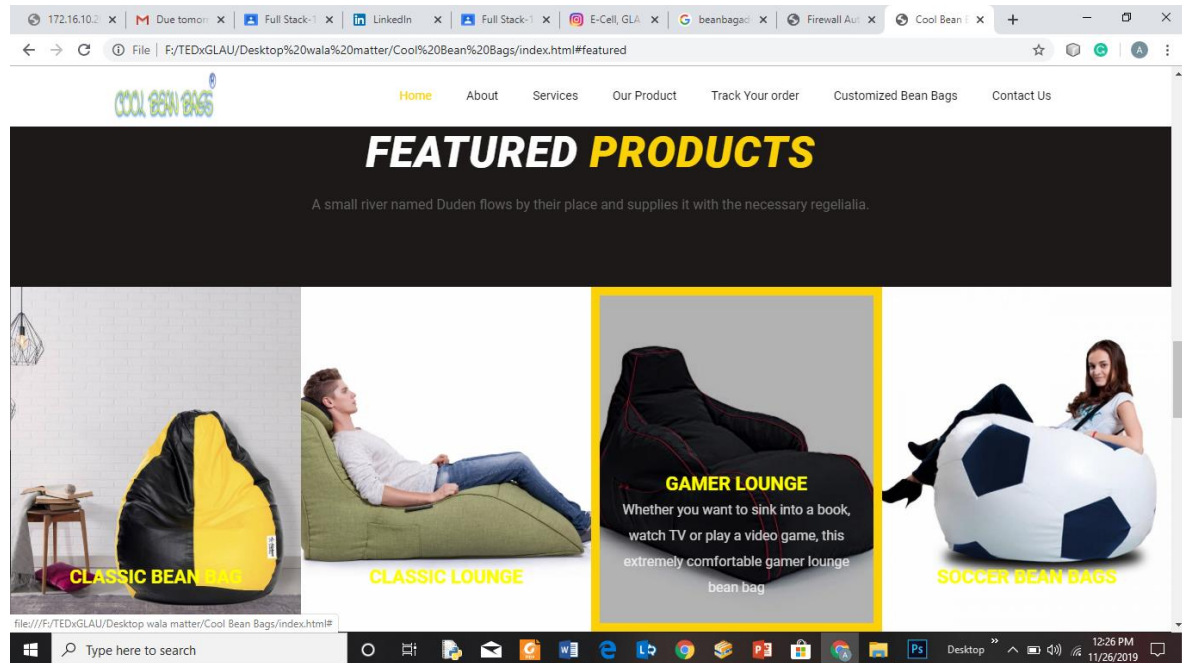 172.16.10.2
Due tomorr
Full Stack-1
LinkedIn
Full Stack-1
E-Cell, GLA
beanbagad
Firewall Aut
Cool Bean
File | F:/TEDxGLAU/Desktop%20wala%20matter/Cool%20Bean%20Bags/index.html#featured
COOL BEAN BAGS®
Home About Services Our Product Track Your order Customized Bean Bags Contact Us
FEATURED PRODUCTS
A small river named Duden flows by their place and supplies it with the necessary regelialia.
CLASSIC BEAN BAG
CLASSIC LOUNGE
GAMER LOUNGE
Whether you want to sink into a book,
watch TV or play a video game, this
extremely comfortable gamer lounge
bean bag
SOCCER BEAN BAGS
file:///F:/TEDxGLAU/Desktop wala matter/Cool Bean Bags/index.html#
Type here to search
Ps
Desktop
12:26 PM
11/26/2019